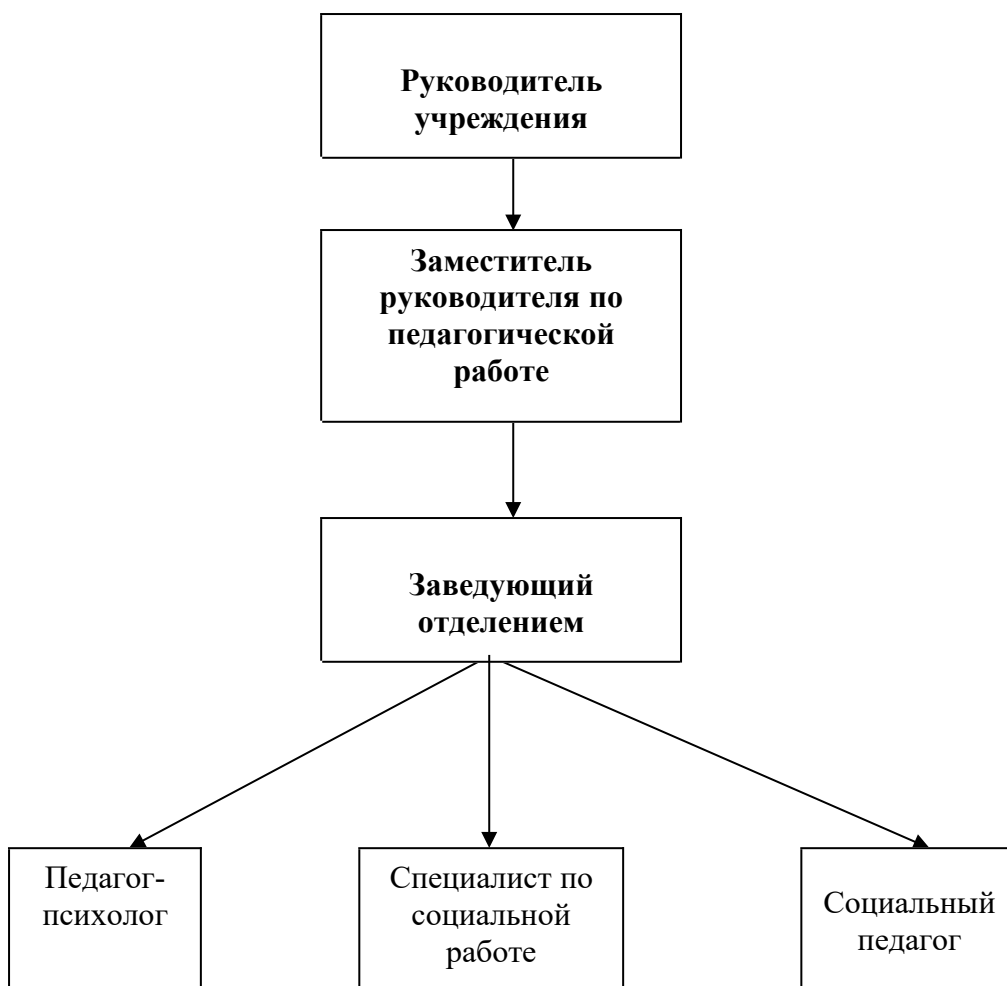 Руководитель
учреждения
Заместитель
руководителя по
педагогической
работе
Заведующий
отделением
Педагог-
психолог
Специалист по
социальной
работе
Социальный
педагог